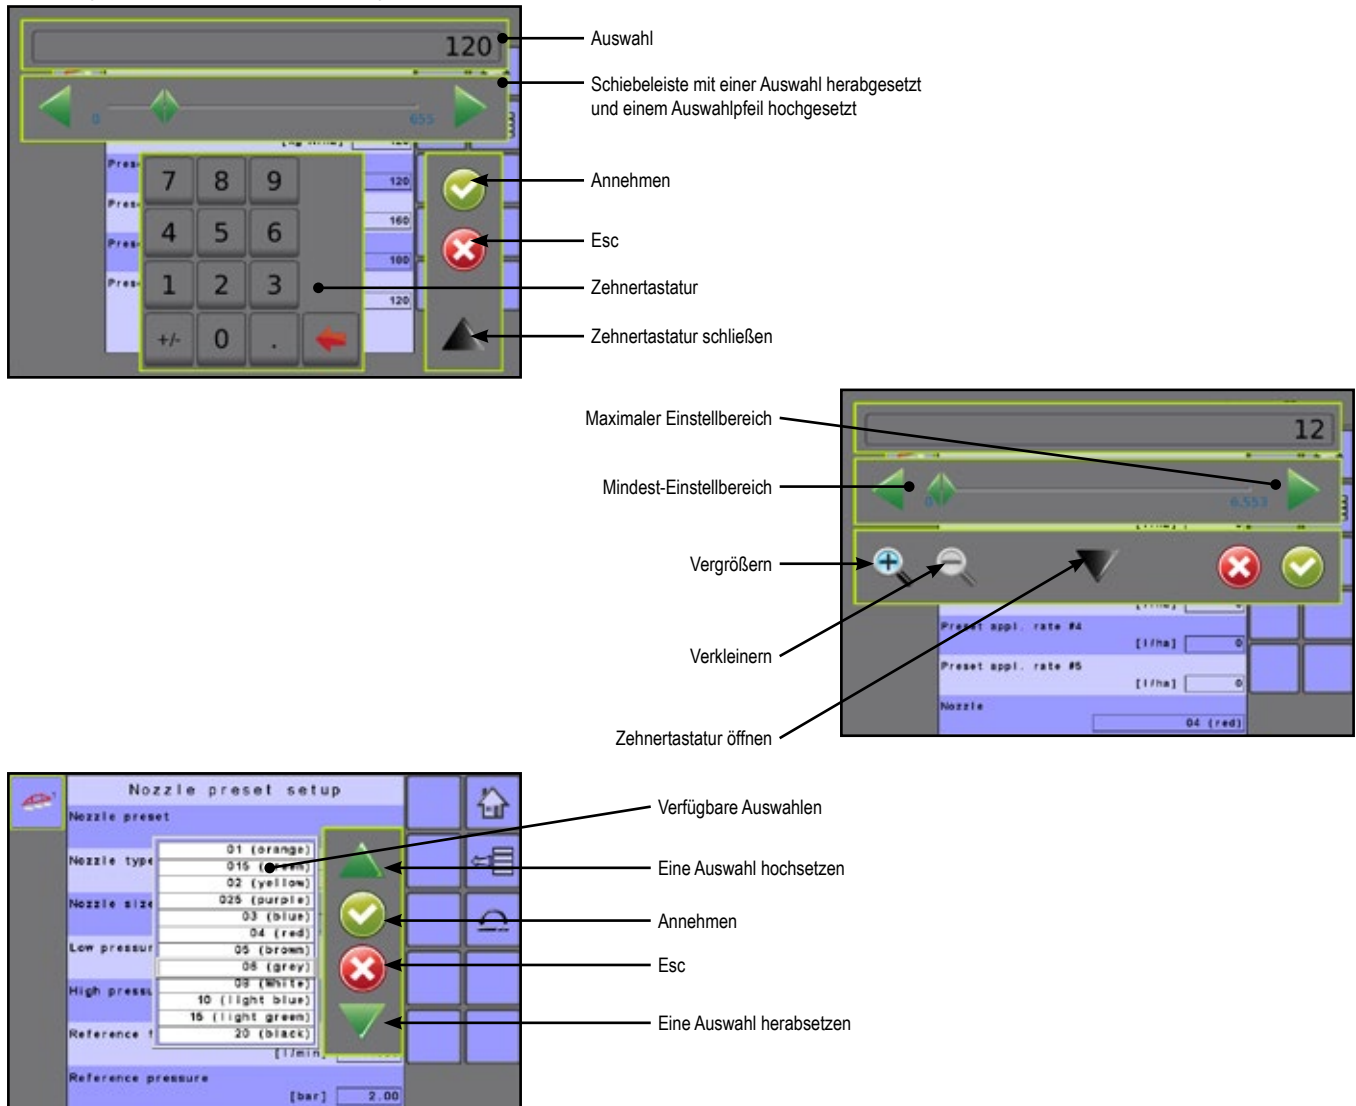 120
Auswahl
Schiebeleiste mit einer Auswahl herabgesetzt
und einem Auswahlpfeil hochgesetzt
0
655
120
7 8 9
120
Annehmen
160
4 5 6
Esc
100
1 2 3
Zehnertastatur
120
+/- 0 .
Zehnertastatur schließen
Maximaler Einstellbereich
12
Mindest-Einstellbereich
0
6.553
Vergrößern
Verkleinern
Preset appl. rate #4
[l/ha] 0
Preset appl. rate #5
[l/ha] 0
Nozzle
04 (red)
Zehnertastatur öffnen
Nozzle preset setup
Nozzle preset
Nozzle type
Nozzle size
Low pressur
High pressu
Reference
01 (orange)
015 (green)
02 (yellow)
025 (purple)
03 (blue)
04 (red)
05 (brown)
06 (grey)
08 (White)
10 (light blue)
15 (light green)
20 (black)
[l/min]
Reference pressure
[bar] 2.00
Verfügbare Auswahlen
Eine Auswahl hochsetzen
Annehmen
Esc
Eine Auswahl herabsetzen